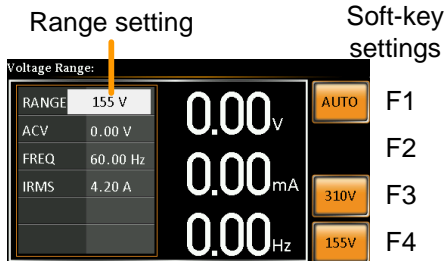 Range setting
Soft-key
settings
Voltage Range:
RANGE 155 V
ACV 0.00 V
FREQ 60.00 Hz
IRMS 4.20 A
0.00V
0.00mA
0.00Hz
AUTO F1
F2
310V F3
155V F4